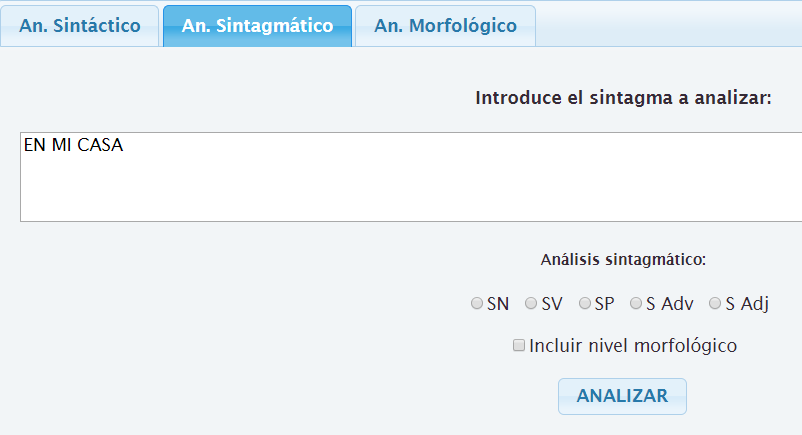 An. Sintáctico An. Sintagmático An. Morfológico
Introduce el sintagma a analizar:
EN MI CASA
Análisis sintagmático:
SN SV SP S Adv S Adj
Incluir nivel morfológico
ANALIZAR